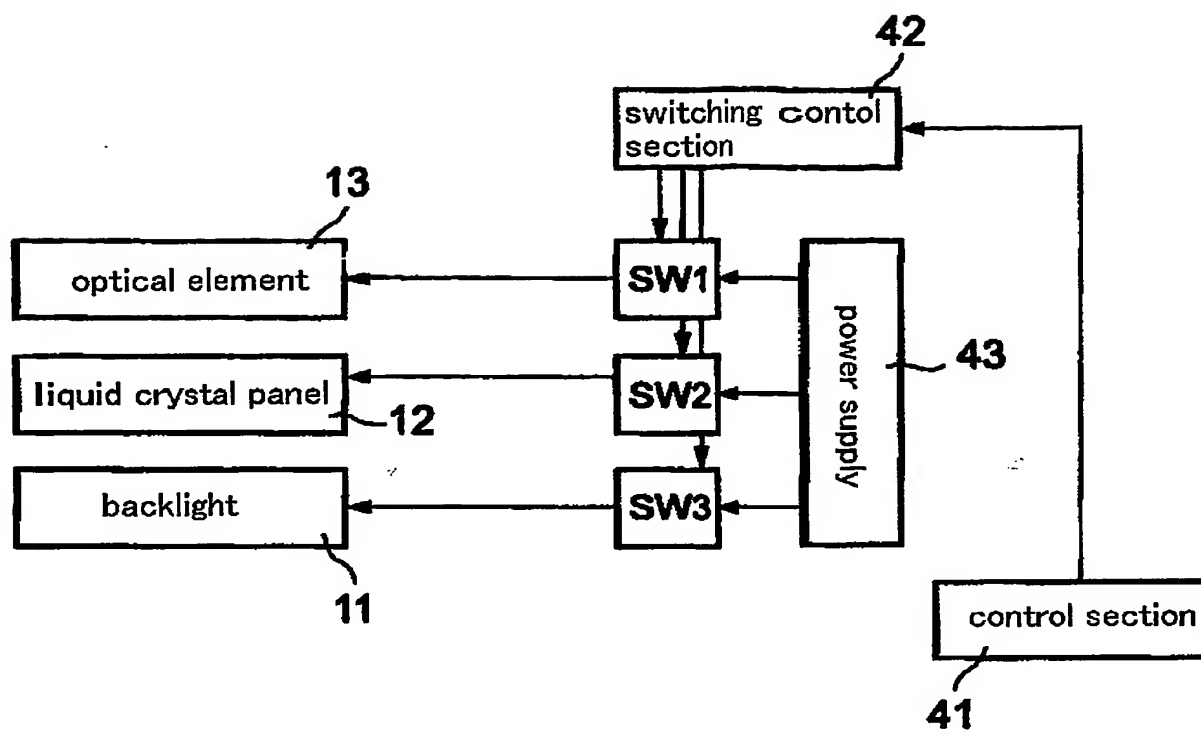 42
switching contol
section
13
optical element
SW1
power supply
43
liquid crystal panel
12
SW2
backlight
11
SW3
control section
41